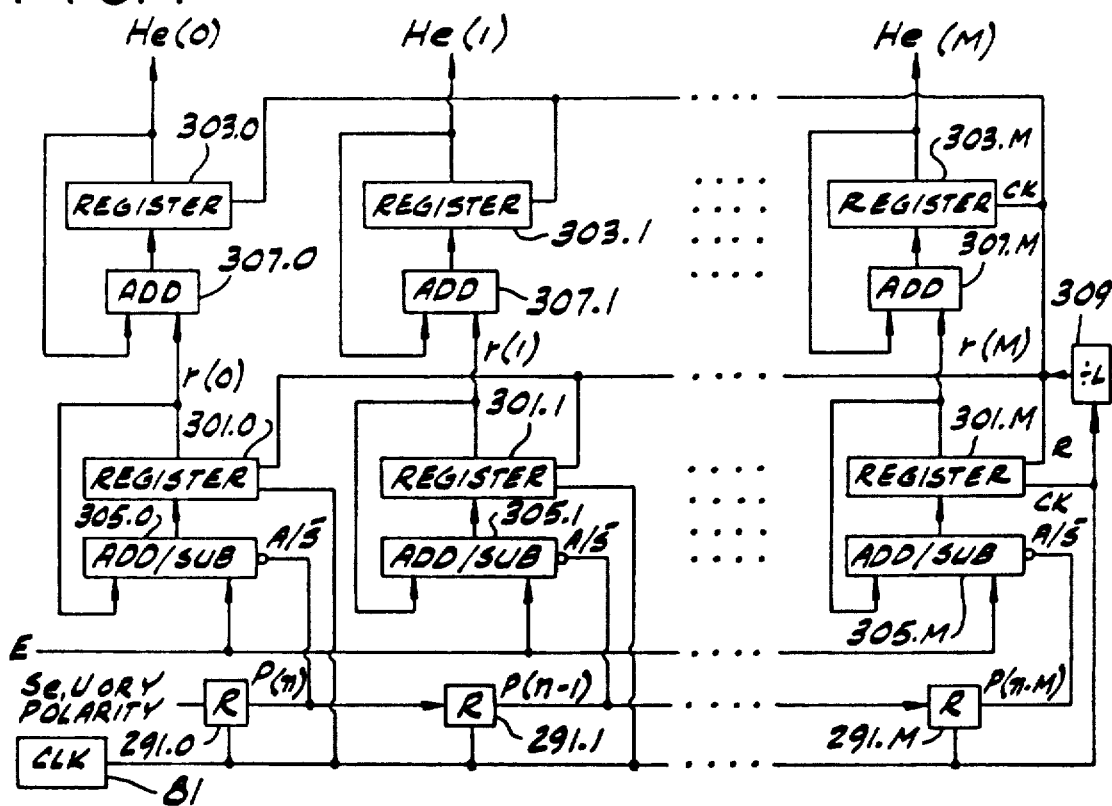 He(0) He(1) He(M)
303.0 303.M
REGISTER REGISTER REGISTER CK
303.1
307.0 307.M
ADD ADD ADD
307.1 309
r(0) r(1) r(M) ÷L
301.0 301.1 301.M
REGISTER REGISTER REGISTER R
CK
305.0 305.1
ADD/SUB A/S̄ ADD/SUB A/S̄ ADD/SUB A/S̄
305.M
E
Se,U OR Y P(n) P(n-1) P(n-M)
POLARITY R R R
291.0 291.1 291.M
CLK
81